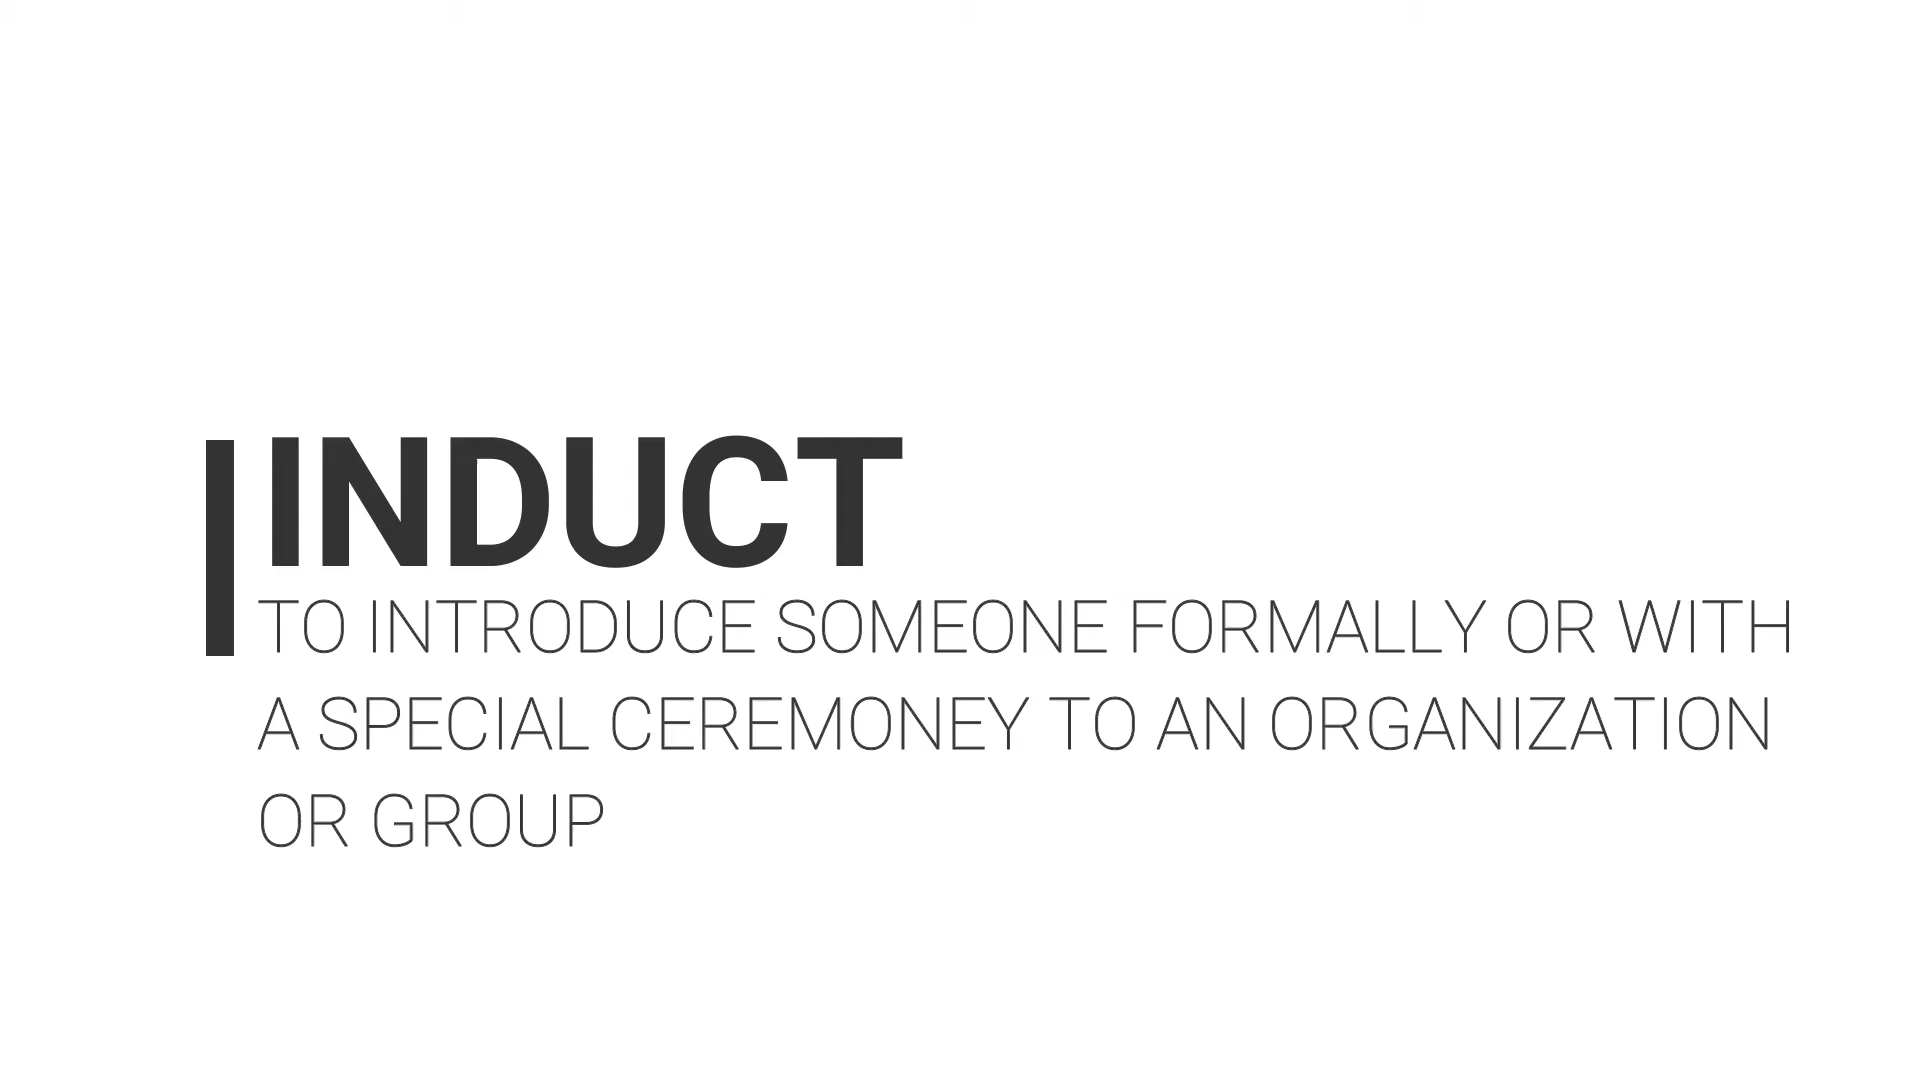 INDUCT
TO INTRODUCE SOMEONE FORMALLY OR WITH
A SPECIAL CEREMONEY TO AN ORGANIZATION
OR GROUP